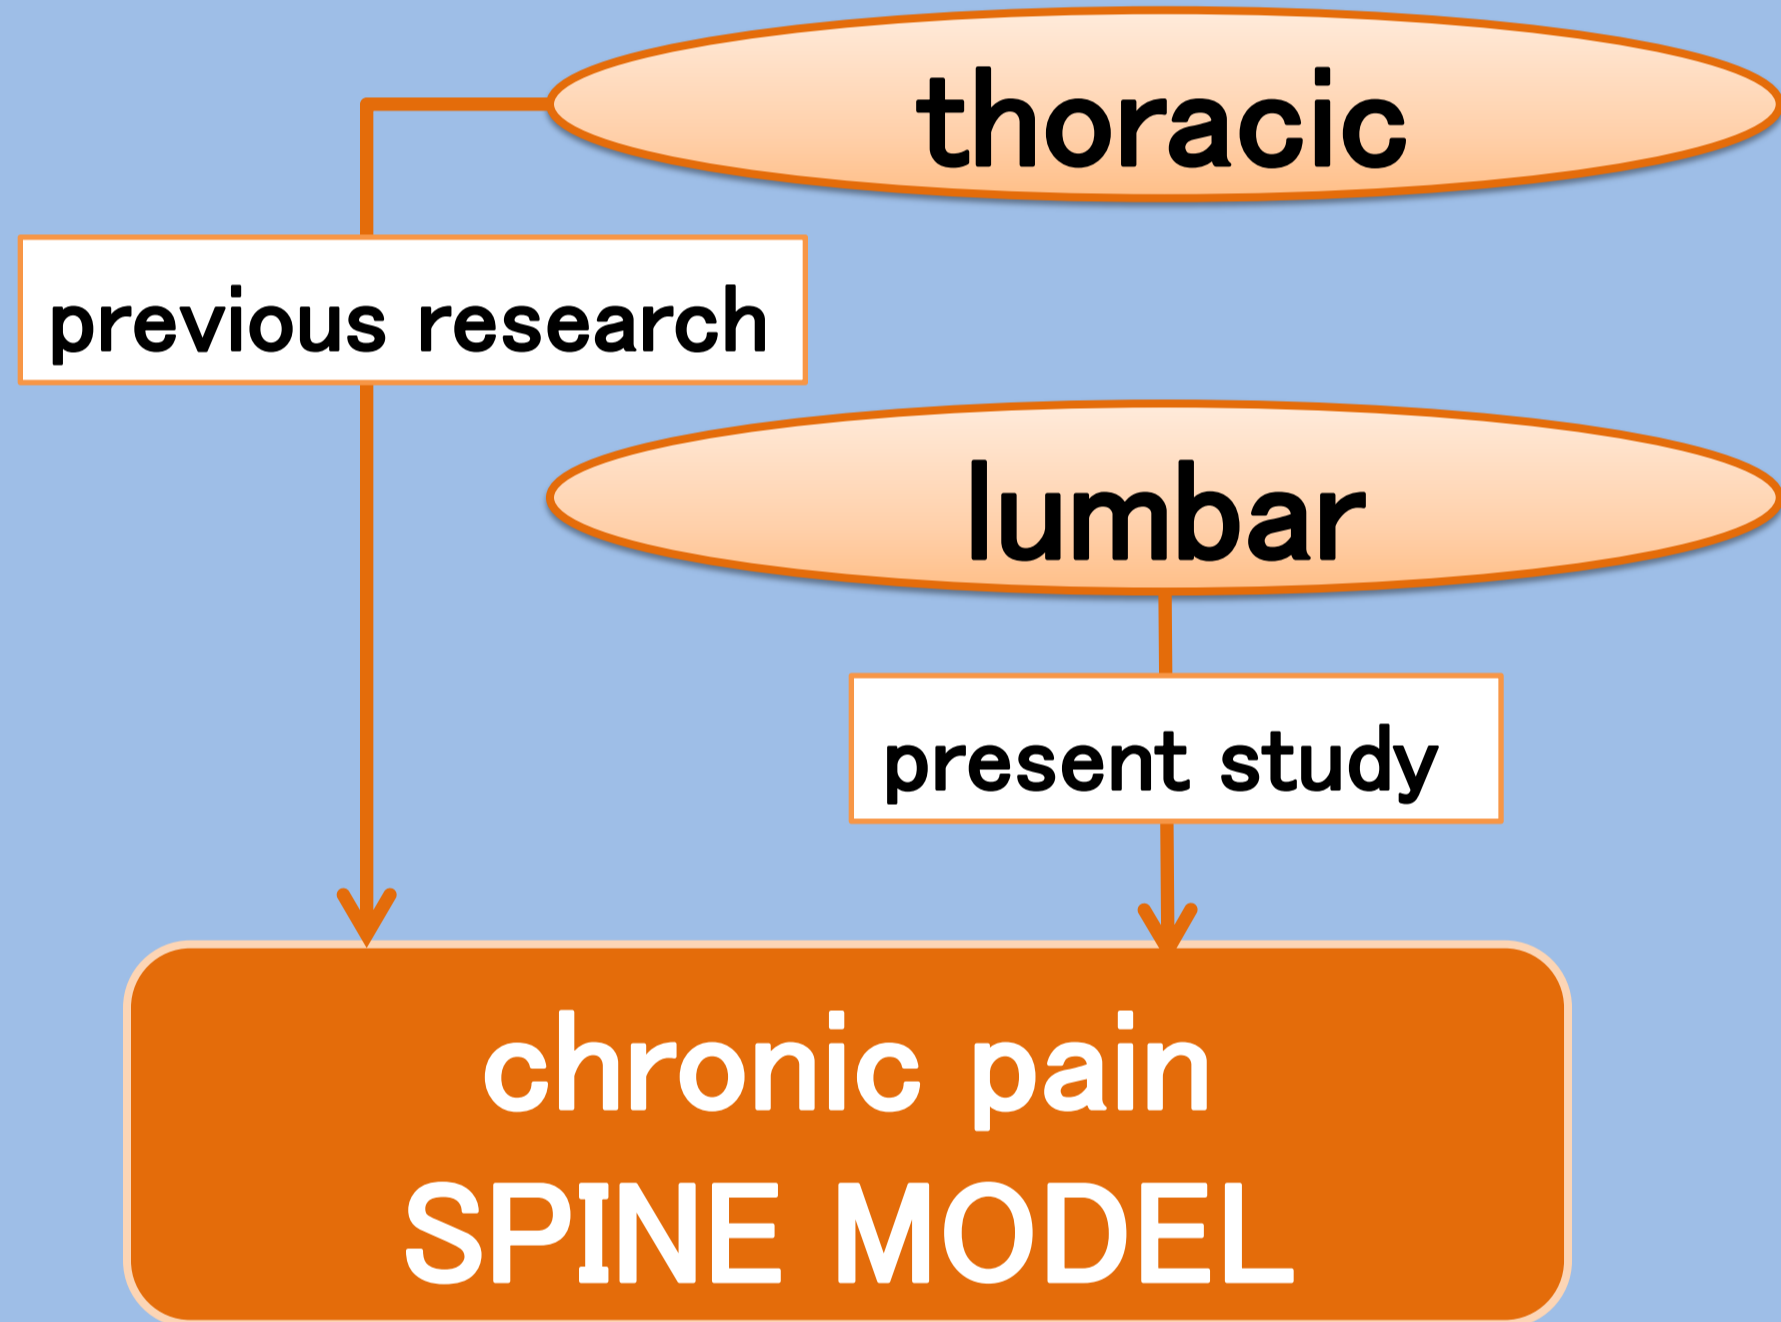 thoracic
previous research
lumbar
present study
chronic pain
SPINE MODEL